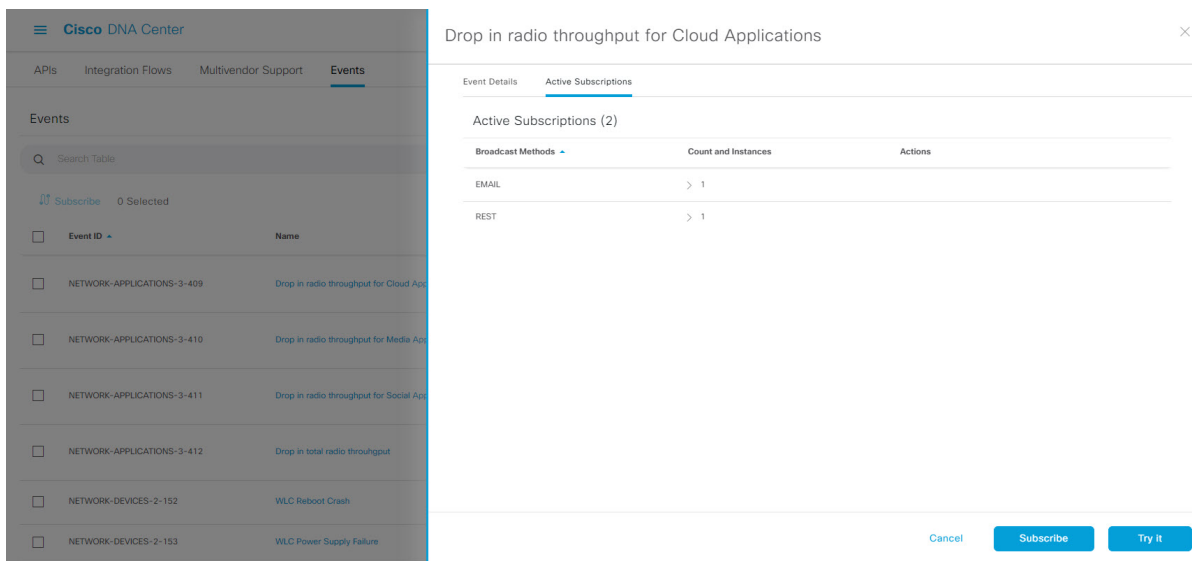 Cisco DNA Center
APIs Integration Flows Multivendor Support Events
Events
Search Table
Subscribe 0 Selected
Event ID Name
NETWORK-APPLICATIONS-3-409 Drop in radio throughput for Cloud App
NETWORK-APPLICATIONS-3-410 Drop in radio throughput for Media App
NETWORK-APPLICATIONS-3-411 Drop in radio throughput for Social App
NETWORK-APPLICATIONS-3-412 Drop in total radio throuhgput
NETWORK-DEVICES-2-152 WLC Reboot Crash
NETWORK-DEVICES-2-153 WLC Power Supply Failure
Drop in radio throughput for Cloud Applications
Event Details Active Subscriptions
Active Subscriptions (2)
Broadcast Methods Count and Instances Actions
EMAIL > 1
REST > 1
Cancel Subscribe Try it